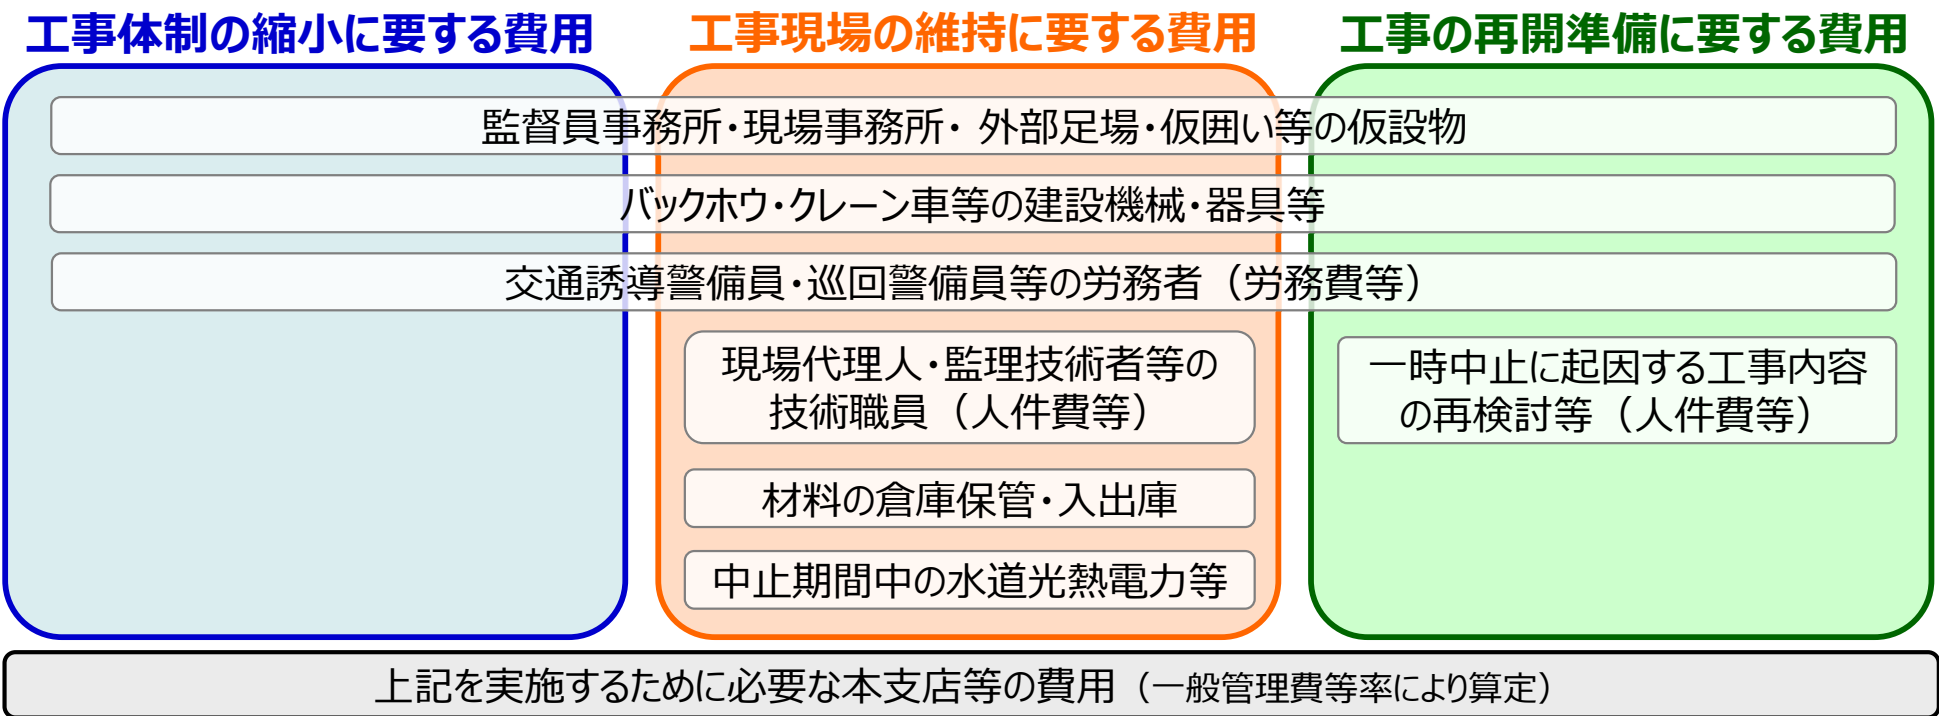 工事体制の縮小に要する費用
工事現場の維持に要する費用
工事の再開準備に要する費用
監督員事務所・現場事務所・ 外部足場・仮囲い等の仮設物
バックホウ・クレーン車等の建設機械・器具等
交通誘導警備員・巡回警備員等の労務者（労務費等）
現場代理人・監理技術者等の
技術職員（人件費等）
一時中止に起因する工事内容
の再検討等（人件費等）
材料の倉庫保管・入出庫
中止期間中の水道光熱電力等
上記を実施するために必要な本支店等の費用（一般管理費等率により算定）